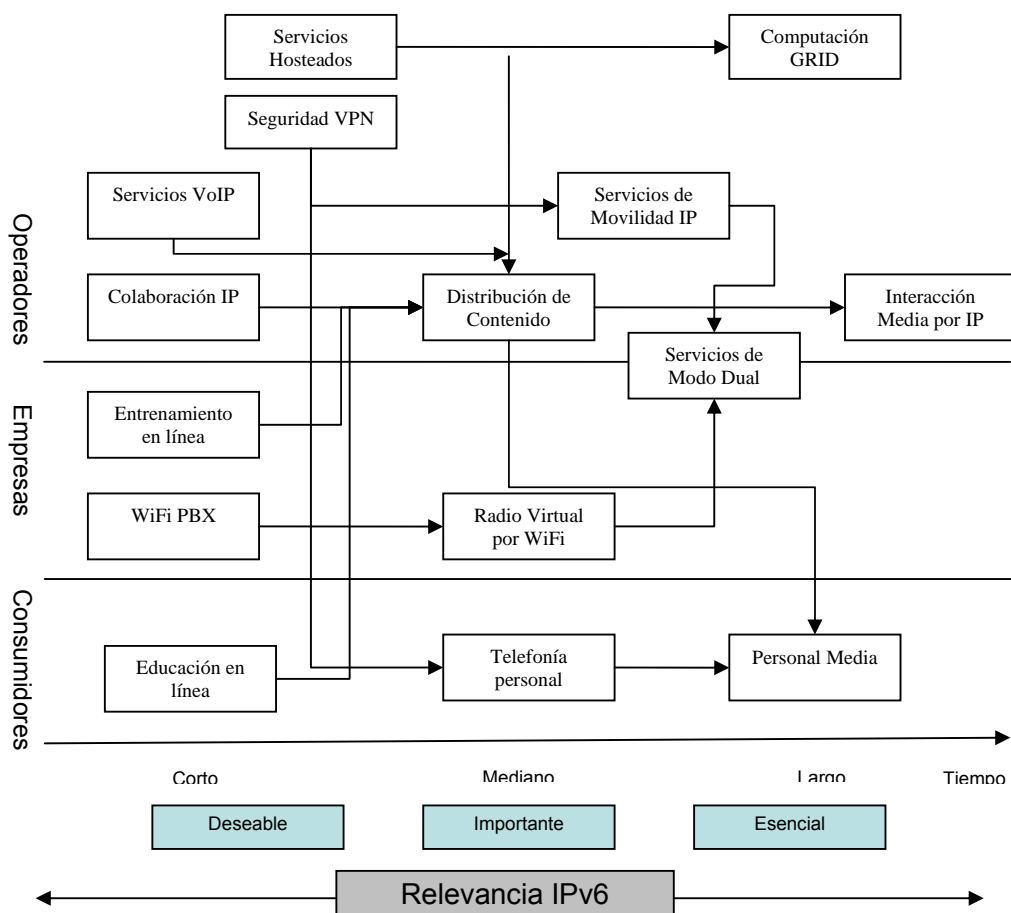 Servicios
Hosteados
Computación
GRID
Seguridad VPN
Servicios VoIP
Servicios de
Movilidad IP
Operadores
Colaboración IP
Distribución de
Contenido
Interacción
Media por IP
Servicios de
Modo Dual
Empresas
Entrenamiento
en línea
WiFi PBX
Radio Virtual
por WiFi
Consumidores
Educación en
línea
Telefonía
personal
Personal Media
Corto
Mediano
Largo
Tiempo
Deseable
Importante
Esencial
Relevancia IPv6